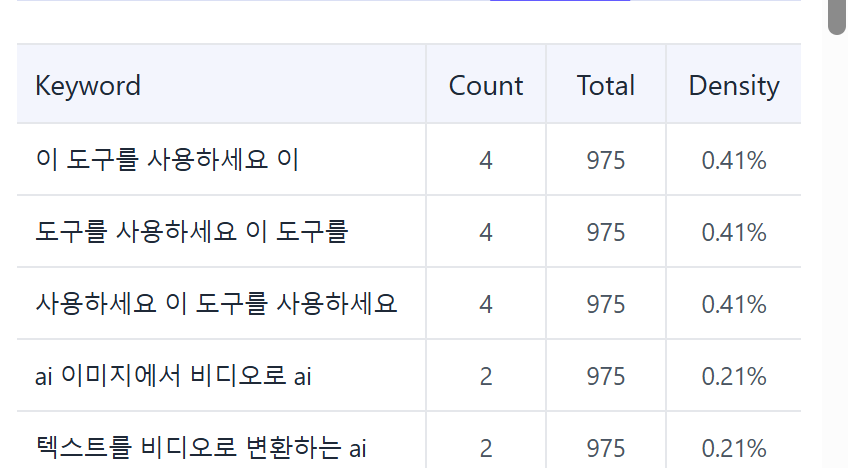 Keyword Count Total Density
이 도구를 사용하세요 이 4 975 0.41%
도구를 사용하세요 이 도구를 4 975 0.41%
사용하세요 이 도구를 사용하세요 4 975 0.41%
ai 이미지에서 비디오로 ai 2 975 0.21%
텍스트를 비디오로 변환하는 ai 2 975 0.21%